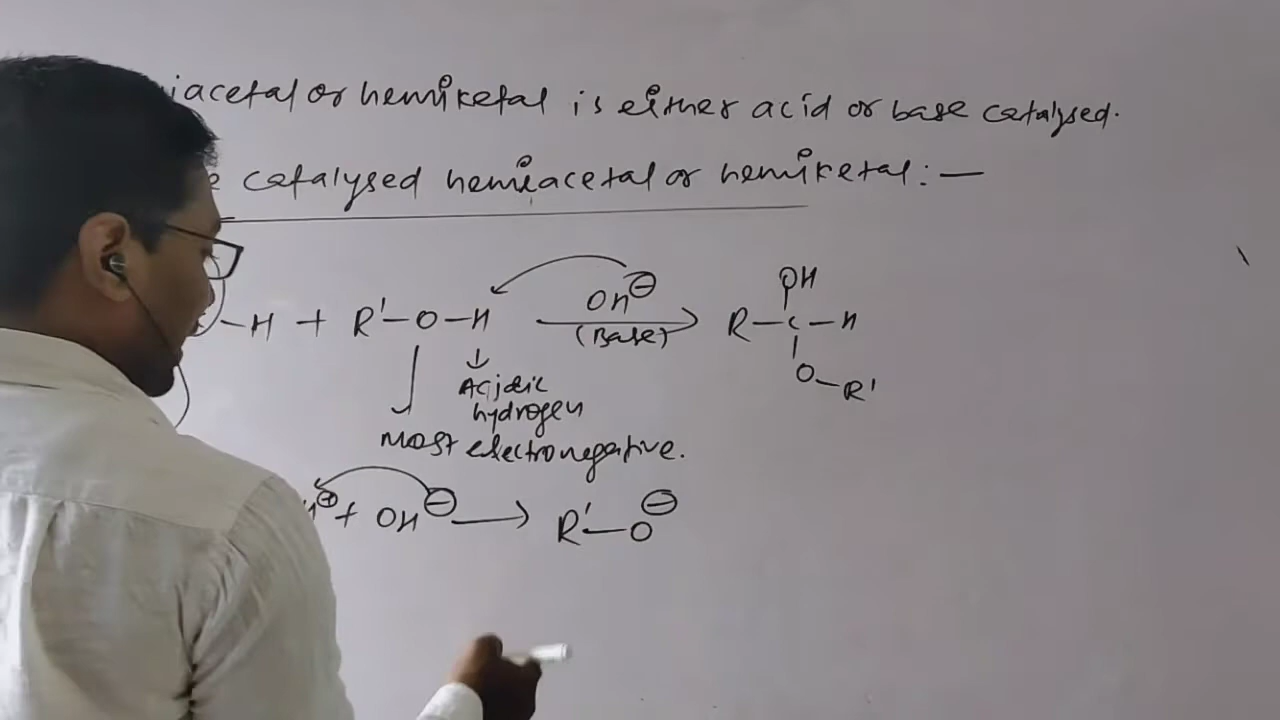 iacetal or hemiketal is either acid or base catalysed.
e catalysed hemiacetal or hemiketal : —
–H + R'–O–H OH⊖ (Base) → R–C–H
OH
O–R'
↓ Acidic
hydrogen
Most electronegative.
H⊕ + OH⊖ → R'–O⊖